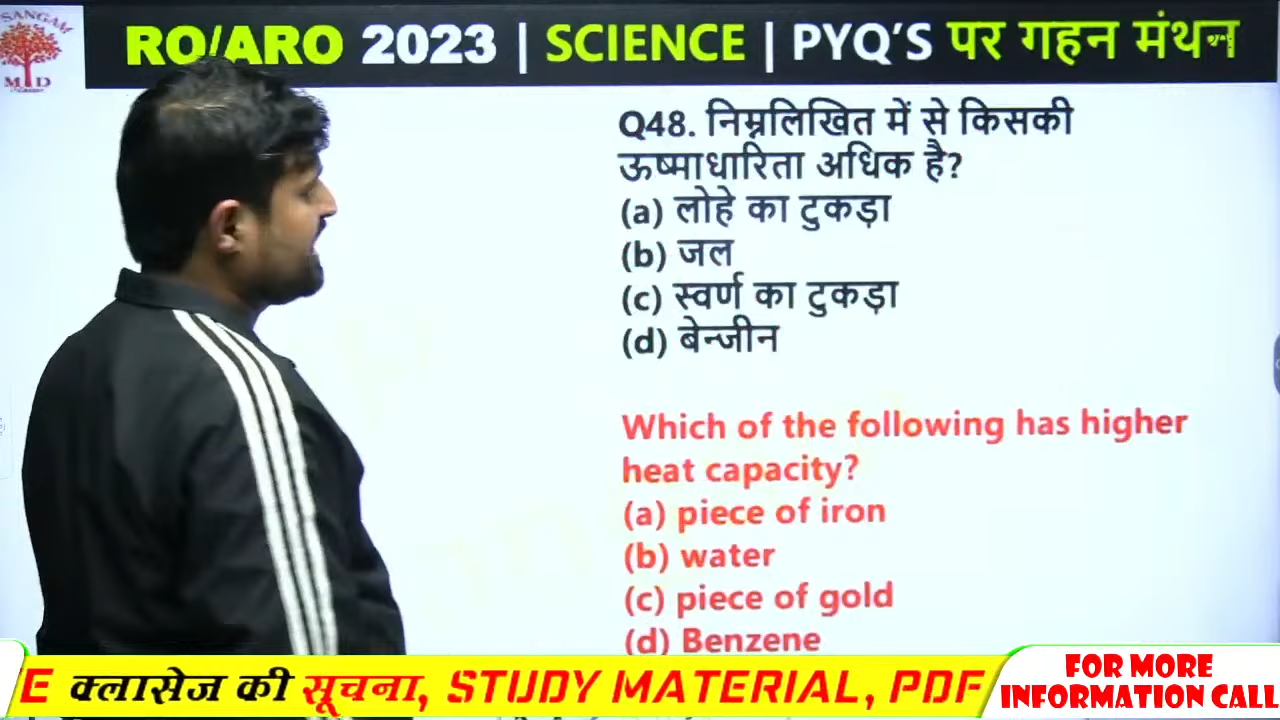 SANGAM
RO/ARO 2023 | SCIENCE | PYQ'S पर गहन मंथन
Q48. निम्नलिखित में से किसकी
ऊष्माधारिता अधिक है?
(a) लोहे का टुकड़ा
(b) जल
(c) स्वर्ण का टुकड़ा
(d) बेन्जीन
Which of the following has higher
heat capacity?
(a) piece of iron
(b) water
(c) piece of gold
(d) Benzene
E क्लासेज की सूचना, STUDY MATERIAL, PDF
FOR MORE
INFORMATION CALL